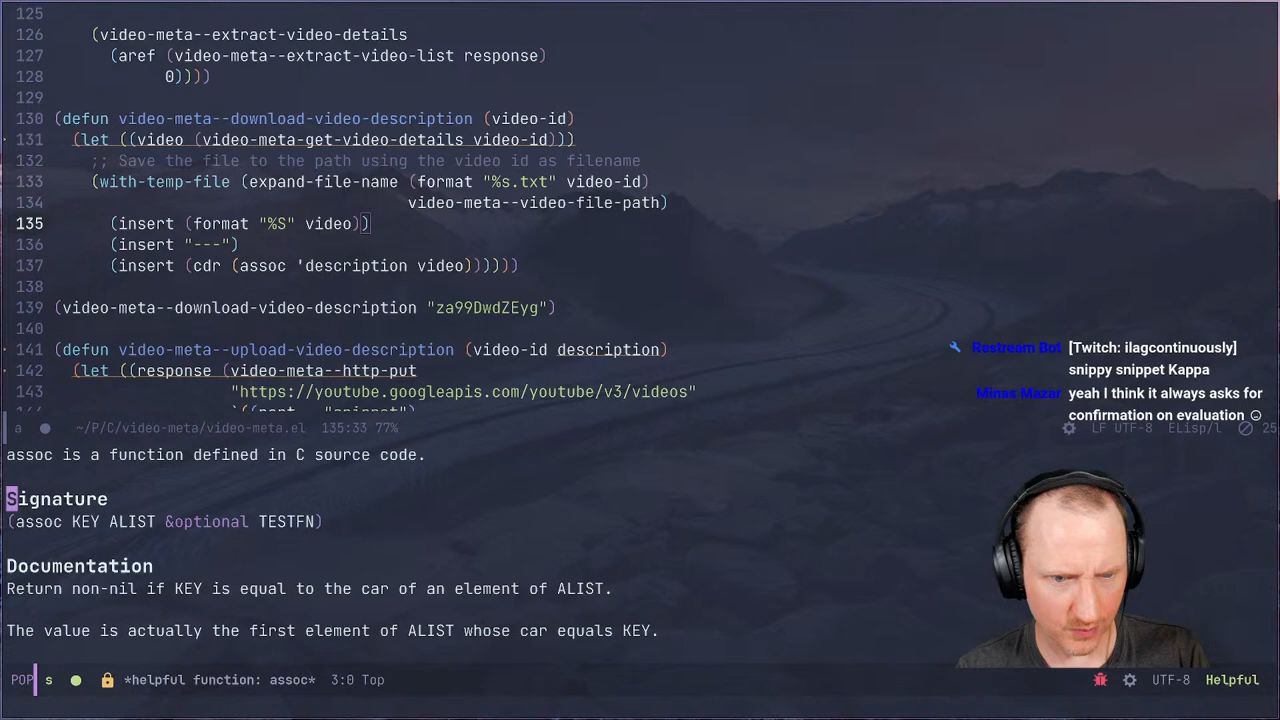 125
126 (video-meta--extract-video-details
127 (aref (video-meta--extract-video-list response)
128 0))))
129
130 (defun video-meta--download-video-description (video-id)
131 (let ((video (video-meta-get-video-details video-id)))
132 ;; Save the file to the path using the video id as filename
133 (with-temp-file (expand-file-name (format "%s.txt" video-id)
134 video-meta--video-file-path)
135 (insert (format "%S" video))
136 (insert "---")
137 (insert (cdr (assoc 'description video))))))
138
139 (video-meta--download-video-description "za99DwdZEyg")
140
141 (defun video-meta--upload-video-description (video-id description)
142 (let ((response (video-meta--http-put
143 "https://youtube.googleapis.com/youtube/v3/videos"
Restream Bot [Twitch: ilagcontinuously]
snippy snippet Kappa
Minas Mazar yeah I think it always asks for
confirmation on evaluation ☺
a ~/P/C/video-meta/video-meta.el 135:33 77% LF UTF-8 ELisp/l 25
assoc is a function defined in C source code.
Signature
(assoc KEY ALIST &optional TESTFN)
Documentation
Return non-nil if KEY is equal to the car of an element of ALIST.
The value is actually the first element of ALIST whose car equals KEY.
POP s *helpful function: assoc* 3:0 Top UTF-8 Helpful